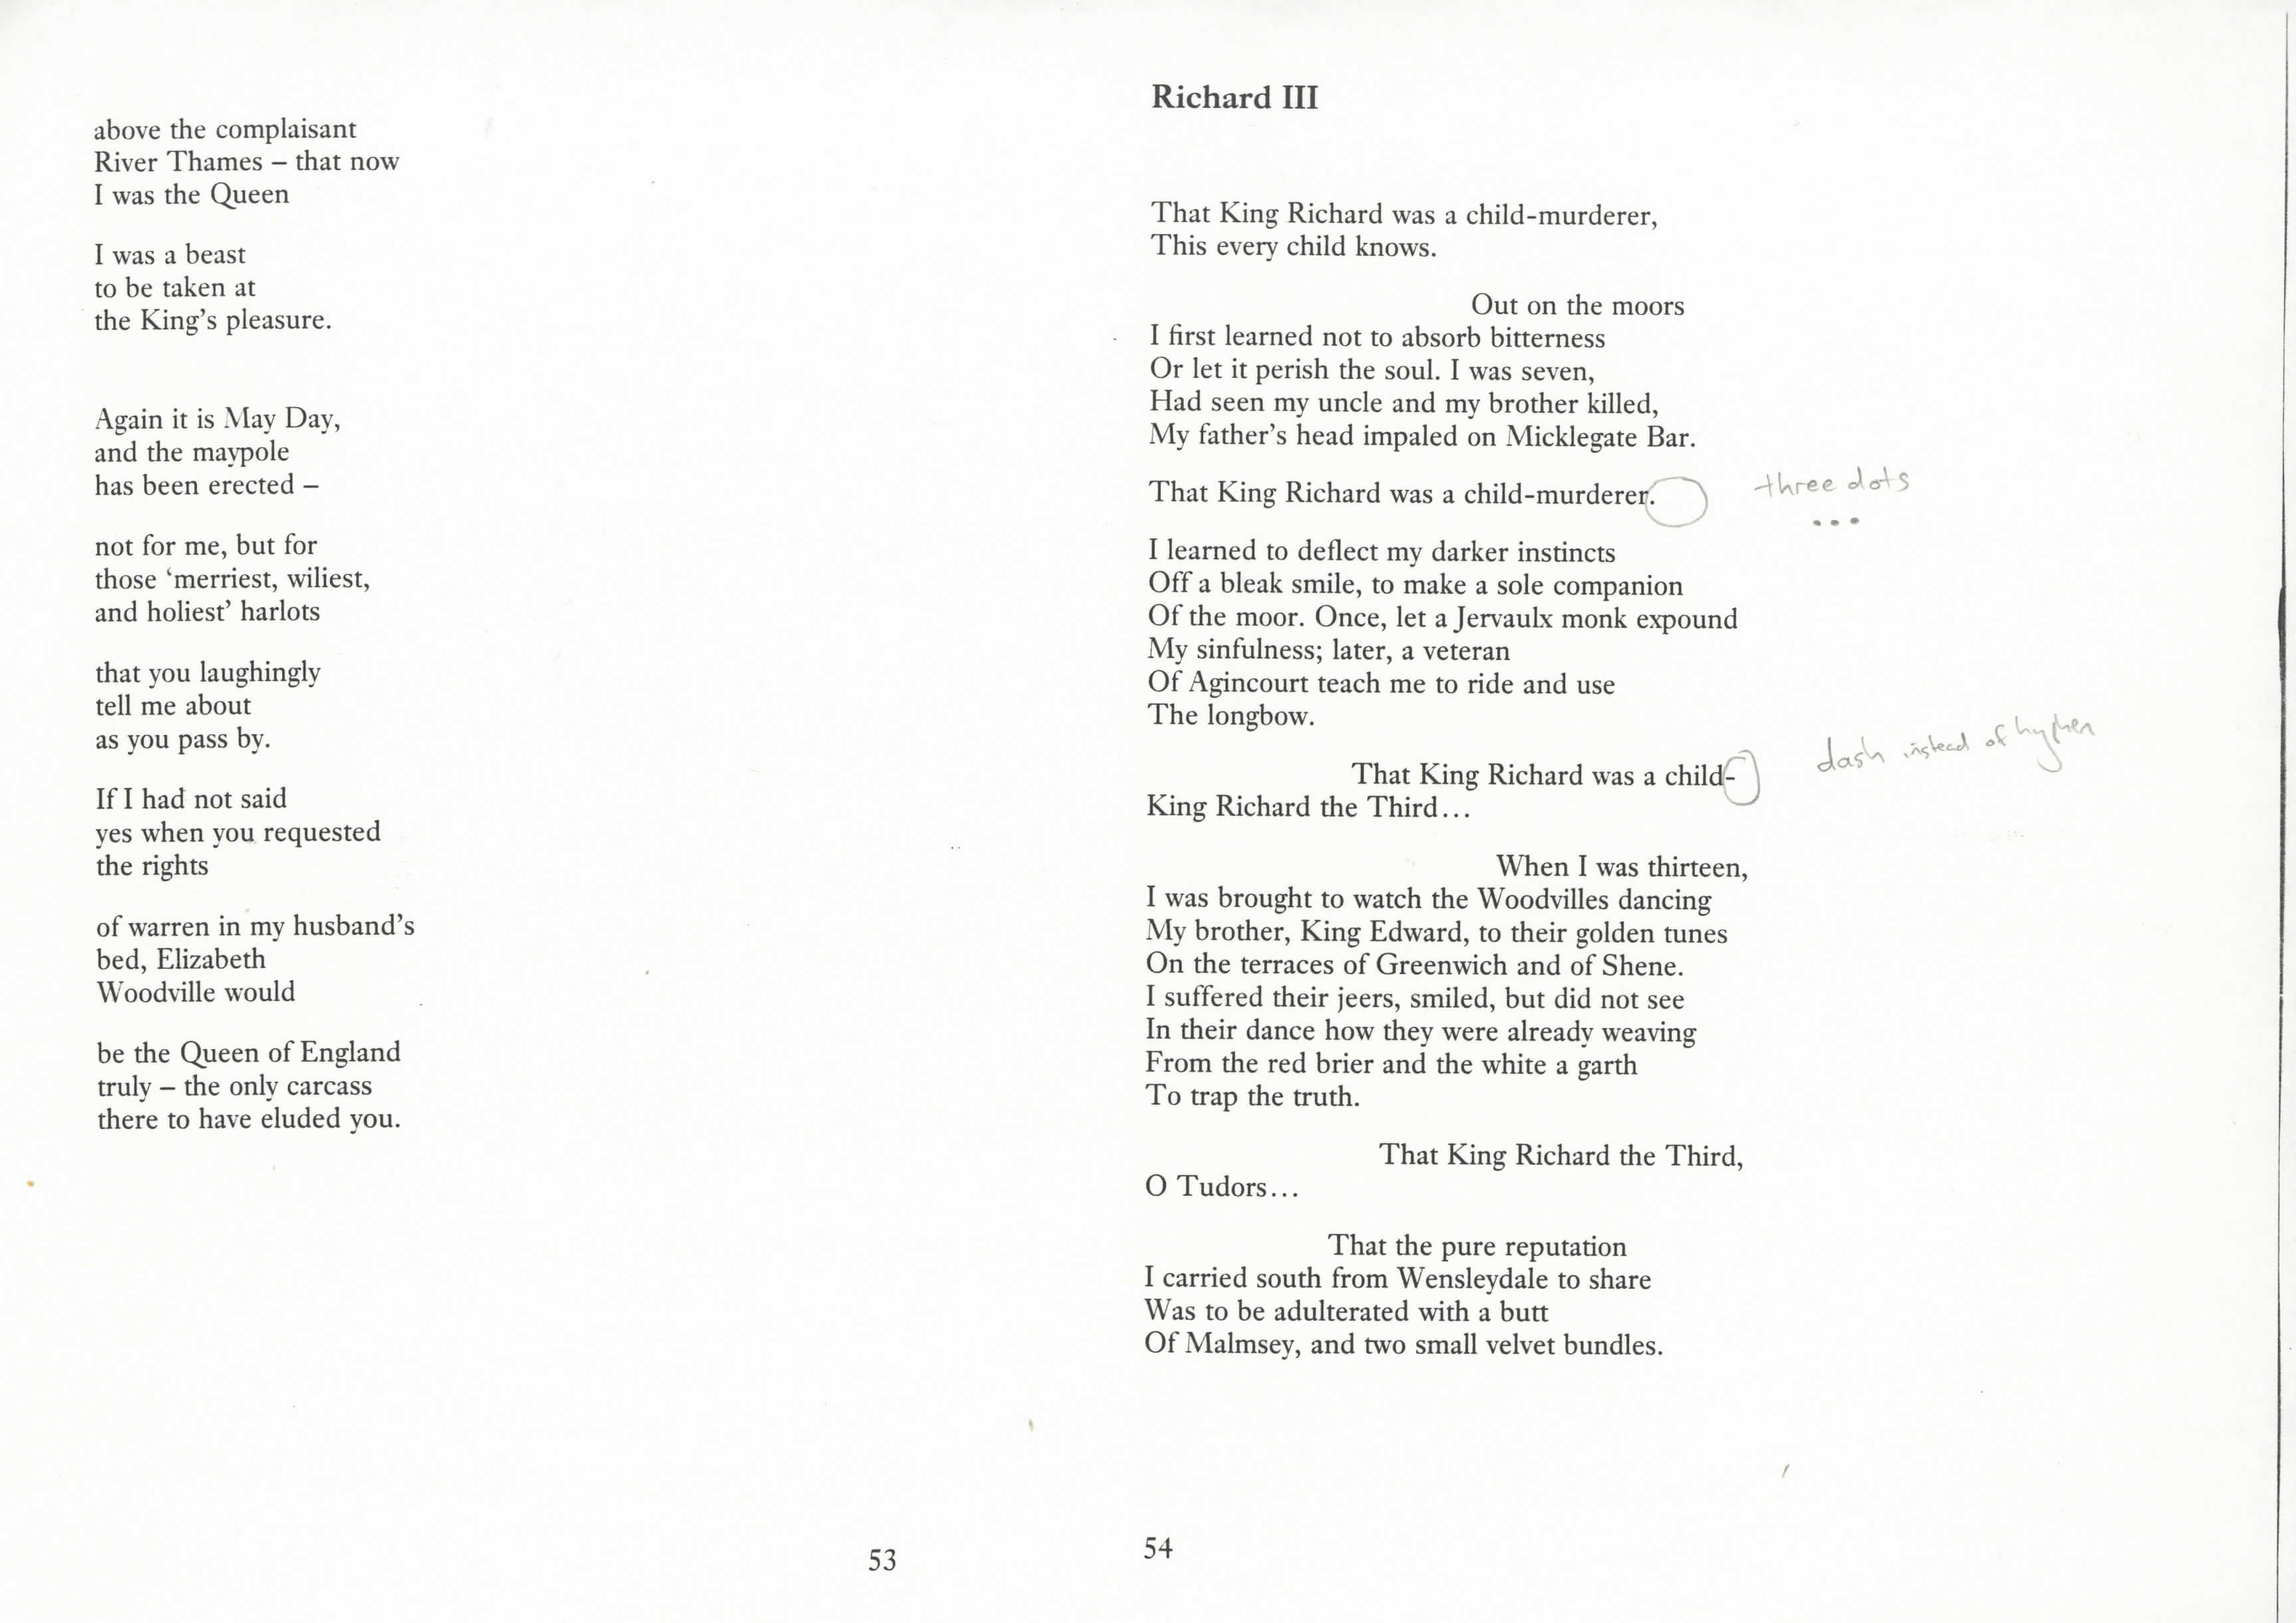 above the complaisant
River Thames – that now
I was the Queen

I was a beast
to be taken at
the King's pleasure.

Again it is May Day,
and the maypole
has been erected –

not for me, but for
those ‘merriest, wiliest,
and holiest’ harlots

that you laughingly
tell me about
as you pass by.

If I had not said
yes when you requested
the rights

of warren in my husband’s
bed, Elizabeth
Woodville would

be the Queen of England
truly – the only carcass
there to have eluded you.

53

Richard III

That King Richard was a child-murderer,
This every child knows.

Out on the moors
I first learned not to absorb bitterness
Or let it perish the soul. I was seven,
Had seen my uncle and my brother killed,
My father’s head impaled on Micklegate Bar.

That King Richard was a child-murderer.
three dots
...

I learned to deflect my darker instincts
Off a bleak smile, to make a sole companion
Of the moor. Once, let a Jervaulx monk expound
My sinfulness; later, a veteran
Of Agincourt teach me to ride and use
The longbow.

That King Richard was a child-
dash instead of hyphen
King Richard the Third...

When I was thirteen,
I was brought to watch the Woodvilles dancing
My brother, King Edward, to their golden tunes
On the terraces of Greenwich and of Shene.
I suffered their jeers, smiled, but did not see
In their dance how they were already weaving
From the red brier and the white a garth
To trap the truth.

That King Richard the Third,
O Tudors...

That the pure reputation
I carried south from Wensleydale to share
Was to be adulterated with a butt
Of Malmsey, and two small velvet bundles.

54